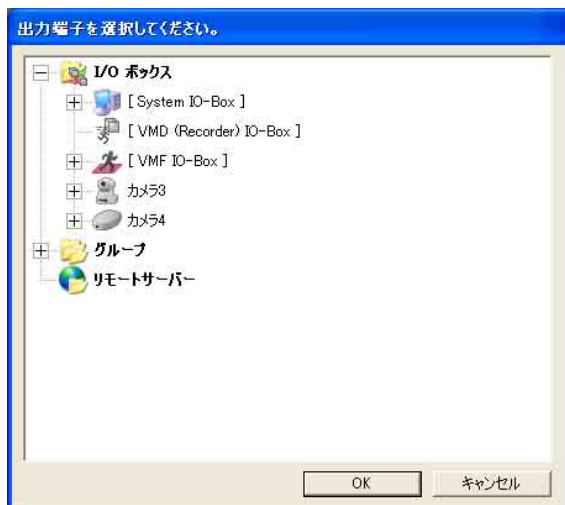 出力端子を選択してください。
I/O ボックス
[ System IO-Box ]
[ VMD (Recorder) IO-Box ]
[ VMF IO-Box ]
カメラ3
カメラ4
グループ
リモートサーバー
OK キャンセル